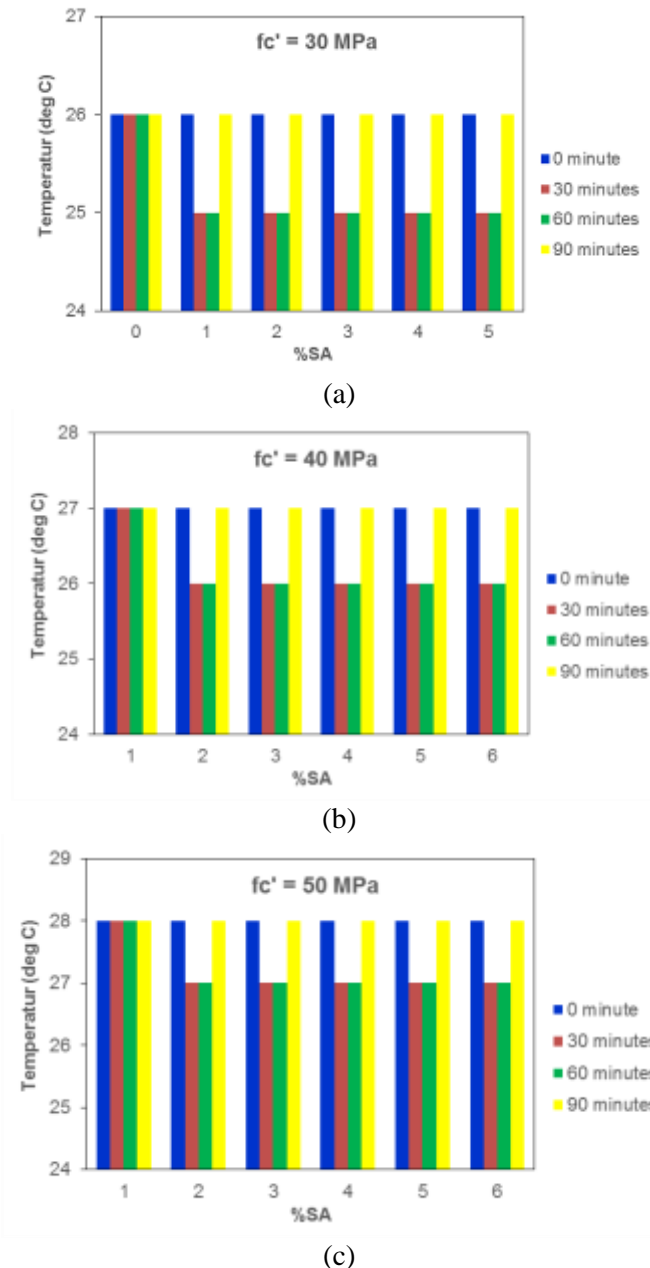 fc' = 30 MPa
Temperatur (deg C)
27
26
25
24
0 1 2 3 4 5
%SA
0 minute
30 minutes
60 minutes
90 minutes
(a)
fc' = 40 MPa
Temperatur (deg C)
28
27
26
25
24
1 2 3 4 5 6
%SA
0 minute
30 minutes
60 minutes
90 minutes
(b)
fc' = 50 MPa
Temperatur (deg C)
29
28
27
26
25
24
1 2 3 4 5 6
%SA
0 minute
30 minutes
60 minutes
90 minutes
(c)